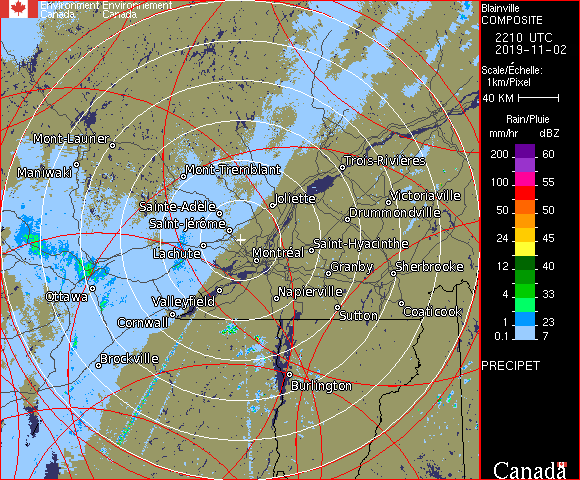 Environment Environnement
Canada Canada
Blainville
COMPOSITE
2210 UTC
2019-11-02
Scale/Échelle:
1km/Pixel
40 KM
Rain/Pluie
mm/hr dBZ
200 60
150 57
100 55
50 50
24 45
12 40
4 33
1 23
0.1 7
PRECIPET
Canada
Mont-Laurier
Maniwaki
Mont-Tremblant
Trois-Rivières
Sainte-Adèle
Joliette
Victoriaville
Saint-Jérôme
Drummondville
Lachute
Montréal
Saint-Hyacinthe
Granby
Sherbrooke
Ottawa
Valleyfield
Napierville
Cornwall
Sutton
Coaticook
Brockville
Burlington